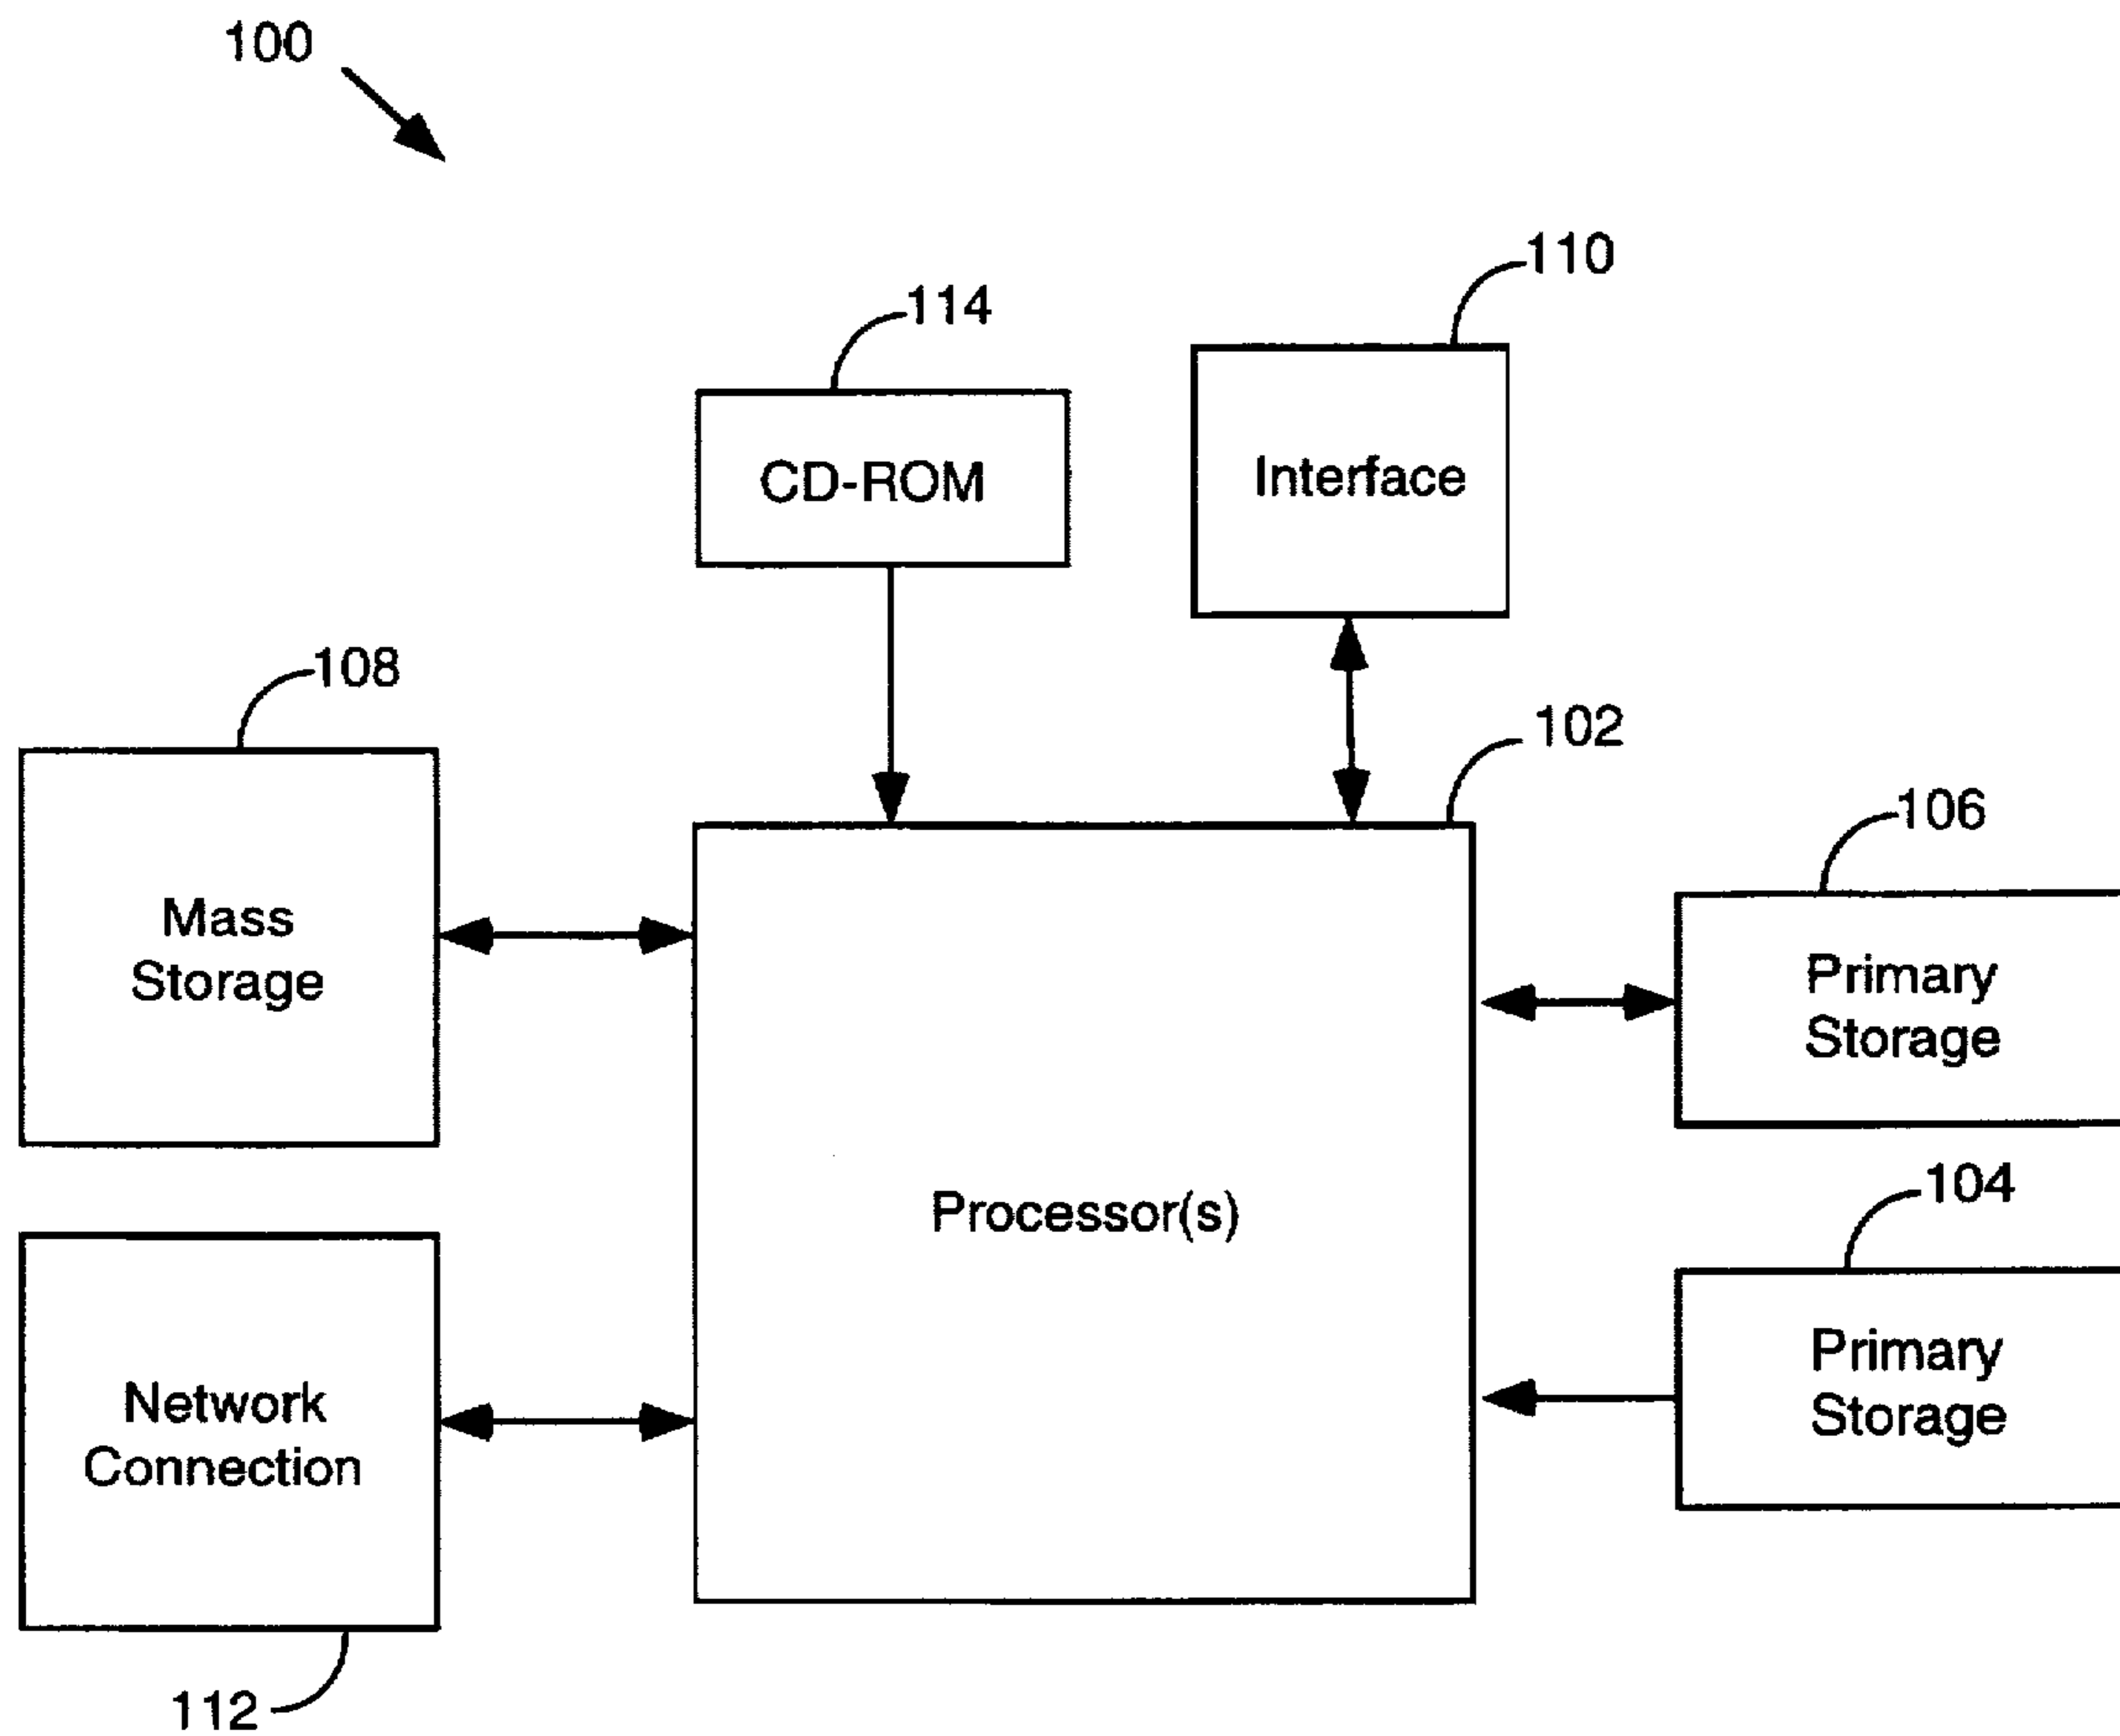 100
110
114
CD-ROM
Interface
108
102
106
Mass
Storage
Primary
Storage
Processor(s)
104
Network
Connection
Primary
Storage
112